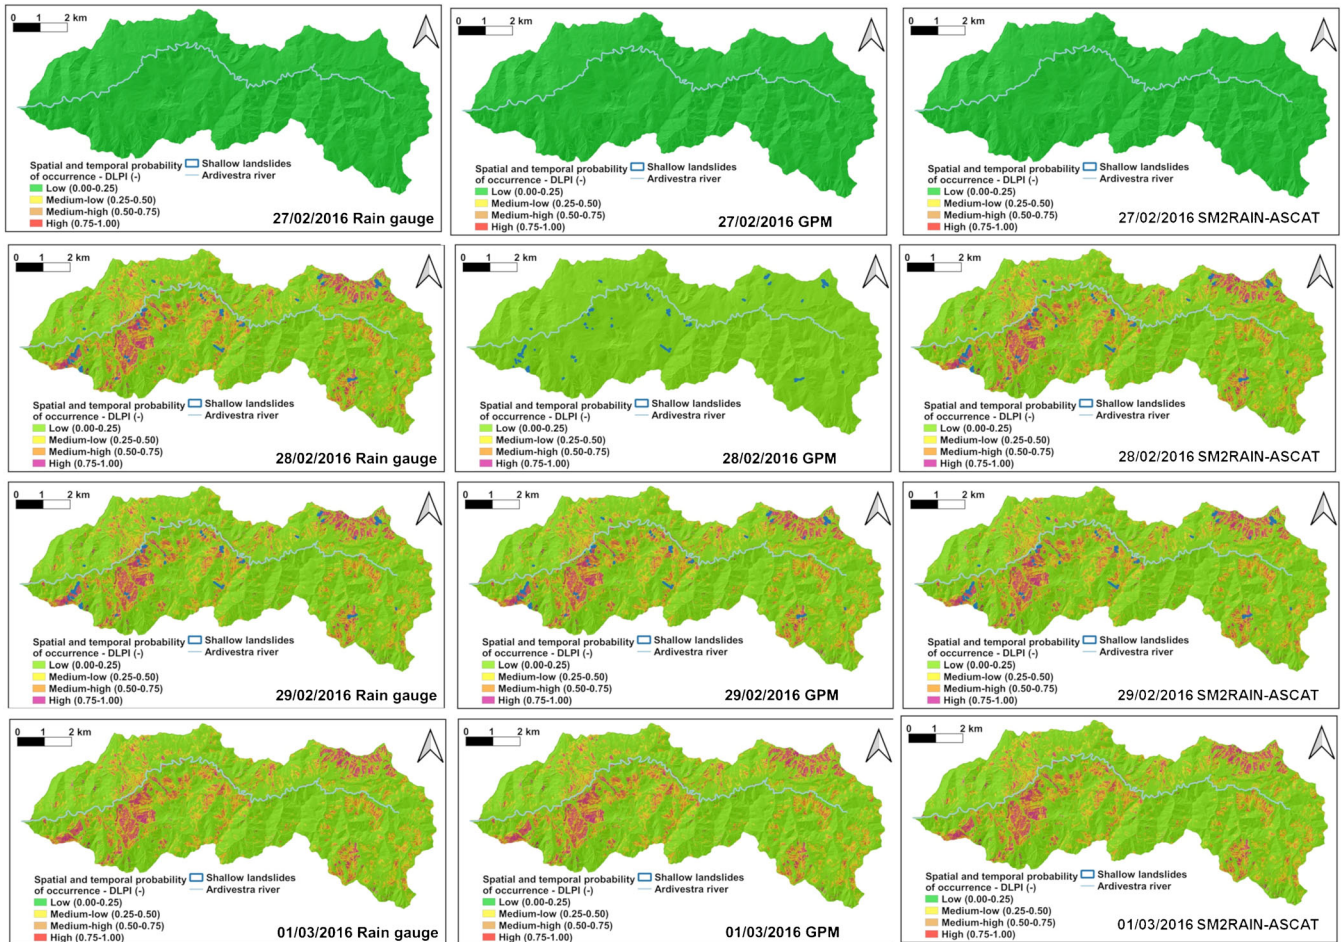 0 1 2 km
Spatial and temporal probability
of occurrence - DLPI (-)
Low (0.00-0.25)
Medium-low (0.25-0.50)
Medium-high (0.50-0.75)
High (0.75-1.00)
Shallow landslides
Ardivestra river
27/02/2016 Rain gauge
0 1 2 km
Spatial and temporal probability
of occurrence - DLPI (-)
Low (0.00-0.25)
Medium-low (0.25-0.50)
Medium-high (0.50-0.75)
High (0.75-1.00)
Shallow landslides
Ardivestra river
27/02/2016 GPM
0 1 2 km
Spatial and temporal probability
of occurrence - DLPI (-)
Low (0.00-0.25)
Medium-low (0.25-0.50)
Medium-high (0.50-0.75)
High (0.75-1.00)
Shallow landslides
Ardivestra river
27/02/2016 SM2RAIN-ASCAT
0 1 2 km
Spatial and temporal probability
of occurrence - DLPI (-)
Low (0.00-0.25)
Medium-low (0.25-0.50)
Medium-high (0.50-0.75)
High (0.75-1.00)
Shallow landslides
Ardivestra river
28/02/2016 Rain gauge
0 1 2 km
Spatial and temporal probability
of occurrence - DLPI (-)
Low (0.00-0.25)
Medium-low (0.25-0.50)
Medium-high (0.50-0.75)
High (0.75-1.00)
Shallow landslides
Ardivestra river
28/02/2016 GPM
0 1 2 km
Spatial and temporal probability
of occurrence - DLPI (-)
Low (0.00-0.25)
Medium-low (0.25-0.50)
Medium-high (0.50-0.75)
High (0.75-1.00)
Shallow landslides
Ardivestra river
28/02/2016 SM2RAIN-ASCAT
0 1 2 km
Spatial and temporal probability
of occurrence - DLPI (-)
Low (0.00-0.25)
Medium-low (0.25-0.50)
Medium-high (0.50-0.75)
High (0.75-1.00)
Shallow landslides
Ardivestra river
29/02/2016 Rain gauge
0 1 2 km
Spatial and temporal probability
of occurrence - DLPI (-)
Low (0.00-0.25)
Medium-low (0.25-0.50)
Medium-high (0.50-0.75)
High (0.75-1.00)
Shallow landslides
Ardivestra river
29/02/2016 GPM
0 1 2 km
Spatial and temporal probability
of occurrence - DLPI (-)
Low (0.00-0.25)
Medium-low (0.25-0.50)
Medium-high (0.50-0.75)
High (0.75-1.00)
Shallow landslides
Ardivestra river
29/02/2016 SM2RAIN-ASCAT
0 1 2 km
Spatial and temporal probability
of occurrence - DLPI (-)
Low (0.00-0.25)
Medium-low (0.25-0.50)
Medium-high (0.50-0.75)
High (0.75-1.00)
Shallow landslides
Ardivestra river
01/03/2016 Rain gauge
0 1 2 km
Spatial and temporal probability
of occurrence - DLPI (-)
Low (0.00-0.25)
Medium-low (0.25-0.50)
Medium-high (0.50-0.75)
High (0.75-1.00)
Shallow landslides
Ardivestra river
01/03/2016 GPM
0 1 2 km
Spatial and temporal probability
of occurrence - DLPI (-)
Low (0.00-0.25)
Medium-low (0.25-0.50)
Medium-high (0.50-0.75)
High (0.75-1.00)
Shallow landslides
Ardivestra river
01/03/2016 SM2RAIN-ASCAT